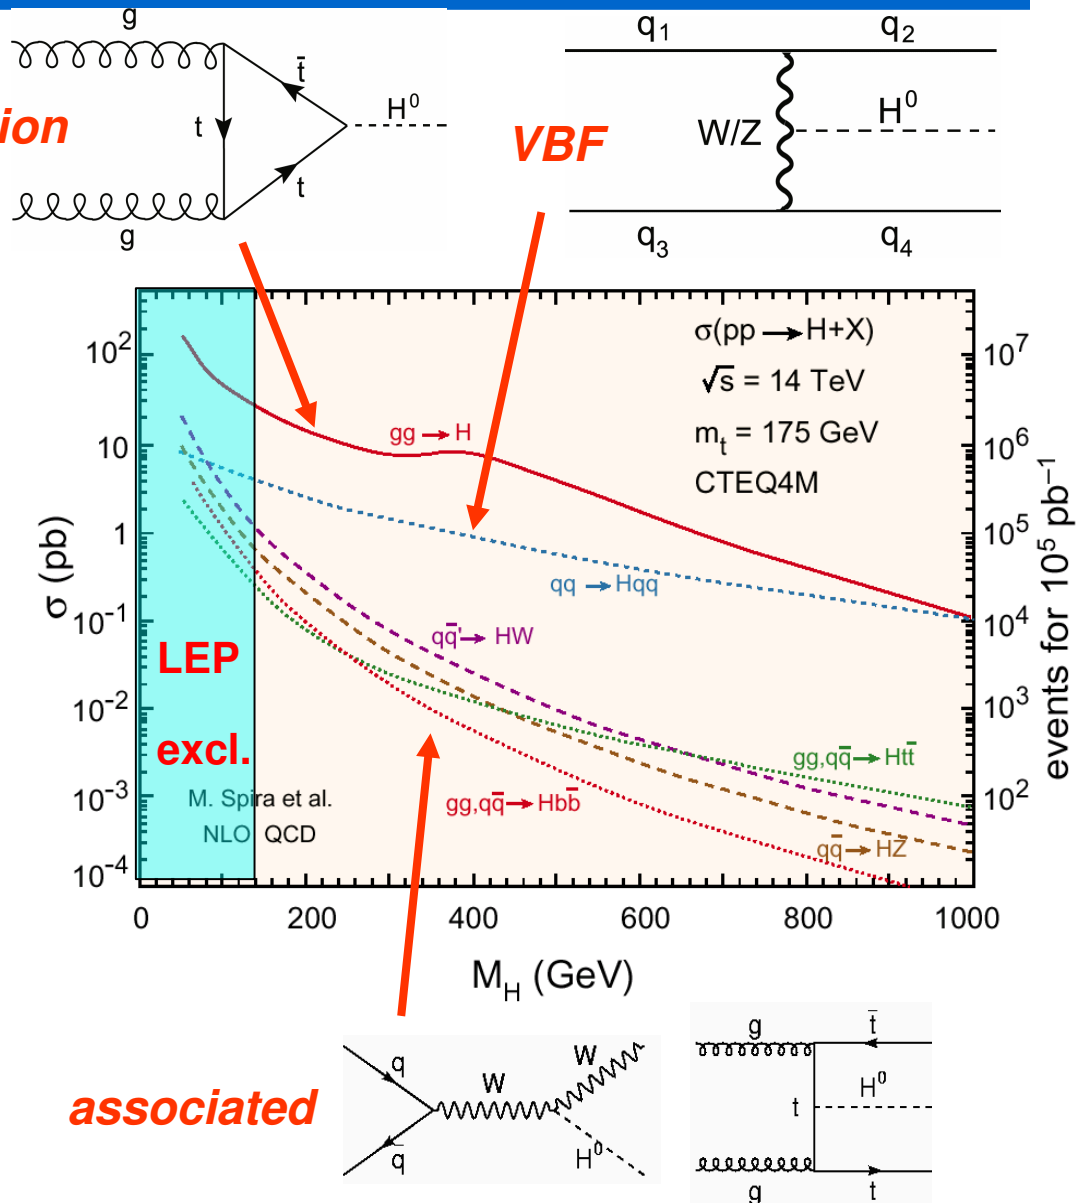 g
t̄
t
H⁰
t
g
ion
VBF
q₁
q₂
W/Z
H⁰
q₃
q₄
σ(pp → H+X)
√s = 14 TeV
mₜ = 175 GeV
CTEQ4M
gg → H
qq → Hqq
qq̄' → HW
gg,qq̄ → Htt̄
gg,qq̄ → Hbb̄
qq̄ → HZ
LEP
excl.
M. Spira et al.
NLO QCD
σ (pb)
10²
10
1
10⁻¹
10⁻²
10⁻³
10⁻⁴
events for 10⁵ pb⁻¹
10⁷
10⁶
10⁵
10⁴
10³
10²
0
200
400
600
800
1000
M_H (GeV)
associated
q
q̄
W
W
H⁰
g
t̄
t
H⁰
g
t